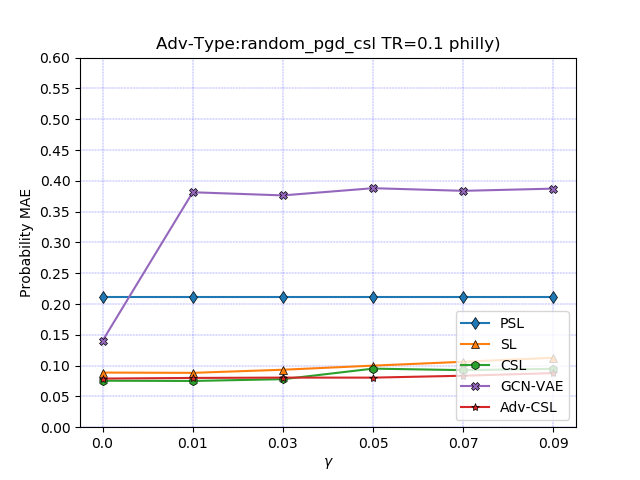 Adv-Type:random_pgd_csl TR=0.1 philly)
Probability MAE
0.60
0.55
0.50
0.45
0.40
0.35
0.30
0.25
0.20
0.15
0.10
0.05
0.00
PSL
SL
CSL
GCN-VAE
Adv-CSL
0.0 0.01 0.03 0.05 0.07 0.09
γ